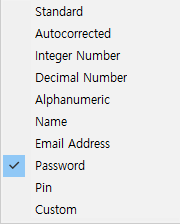 Standard
Autocorrected
Integer Number
Decimal Number
Alphanumeric
Name
Email Address
Password
Pin
Custom